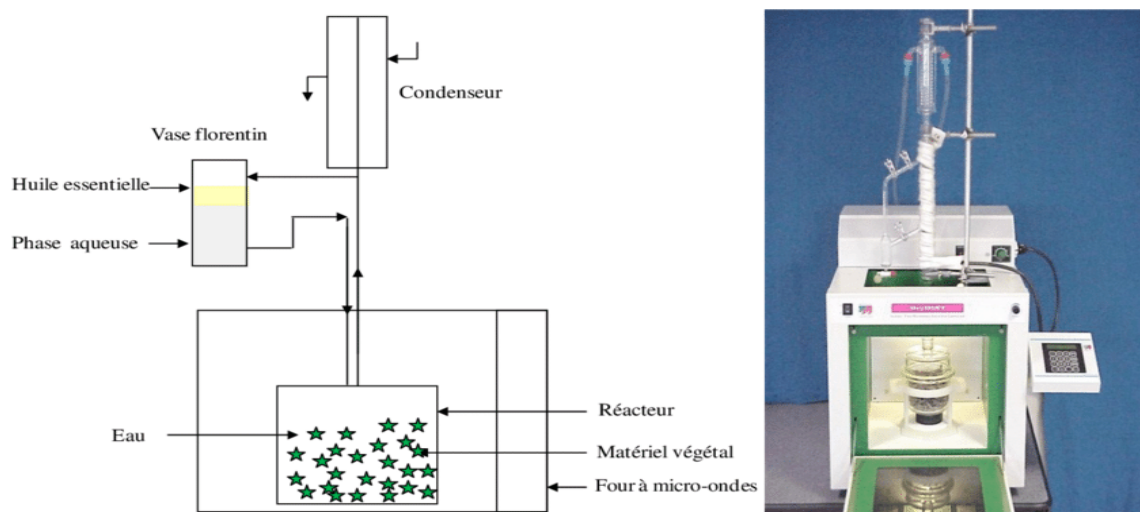 Condenseur
Vase florentin
Huile essentielle
Phase aqueuse
Réacteur
Eau
Matériel végétal
Four à micro-ondes